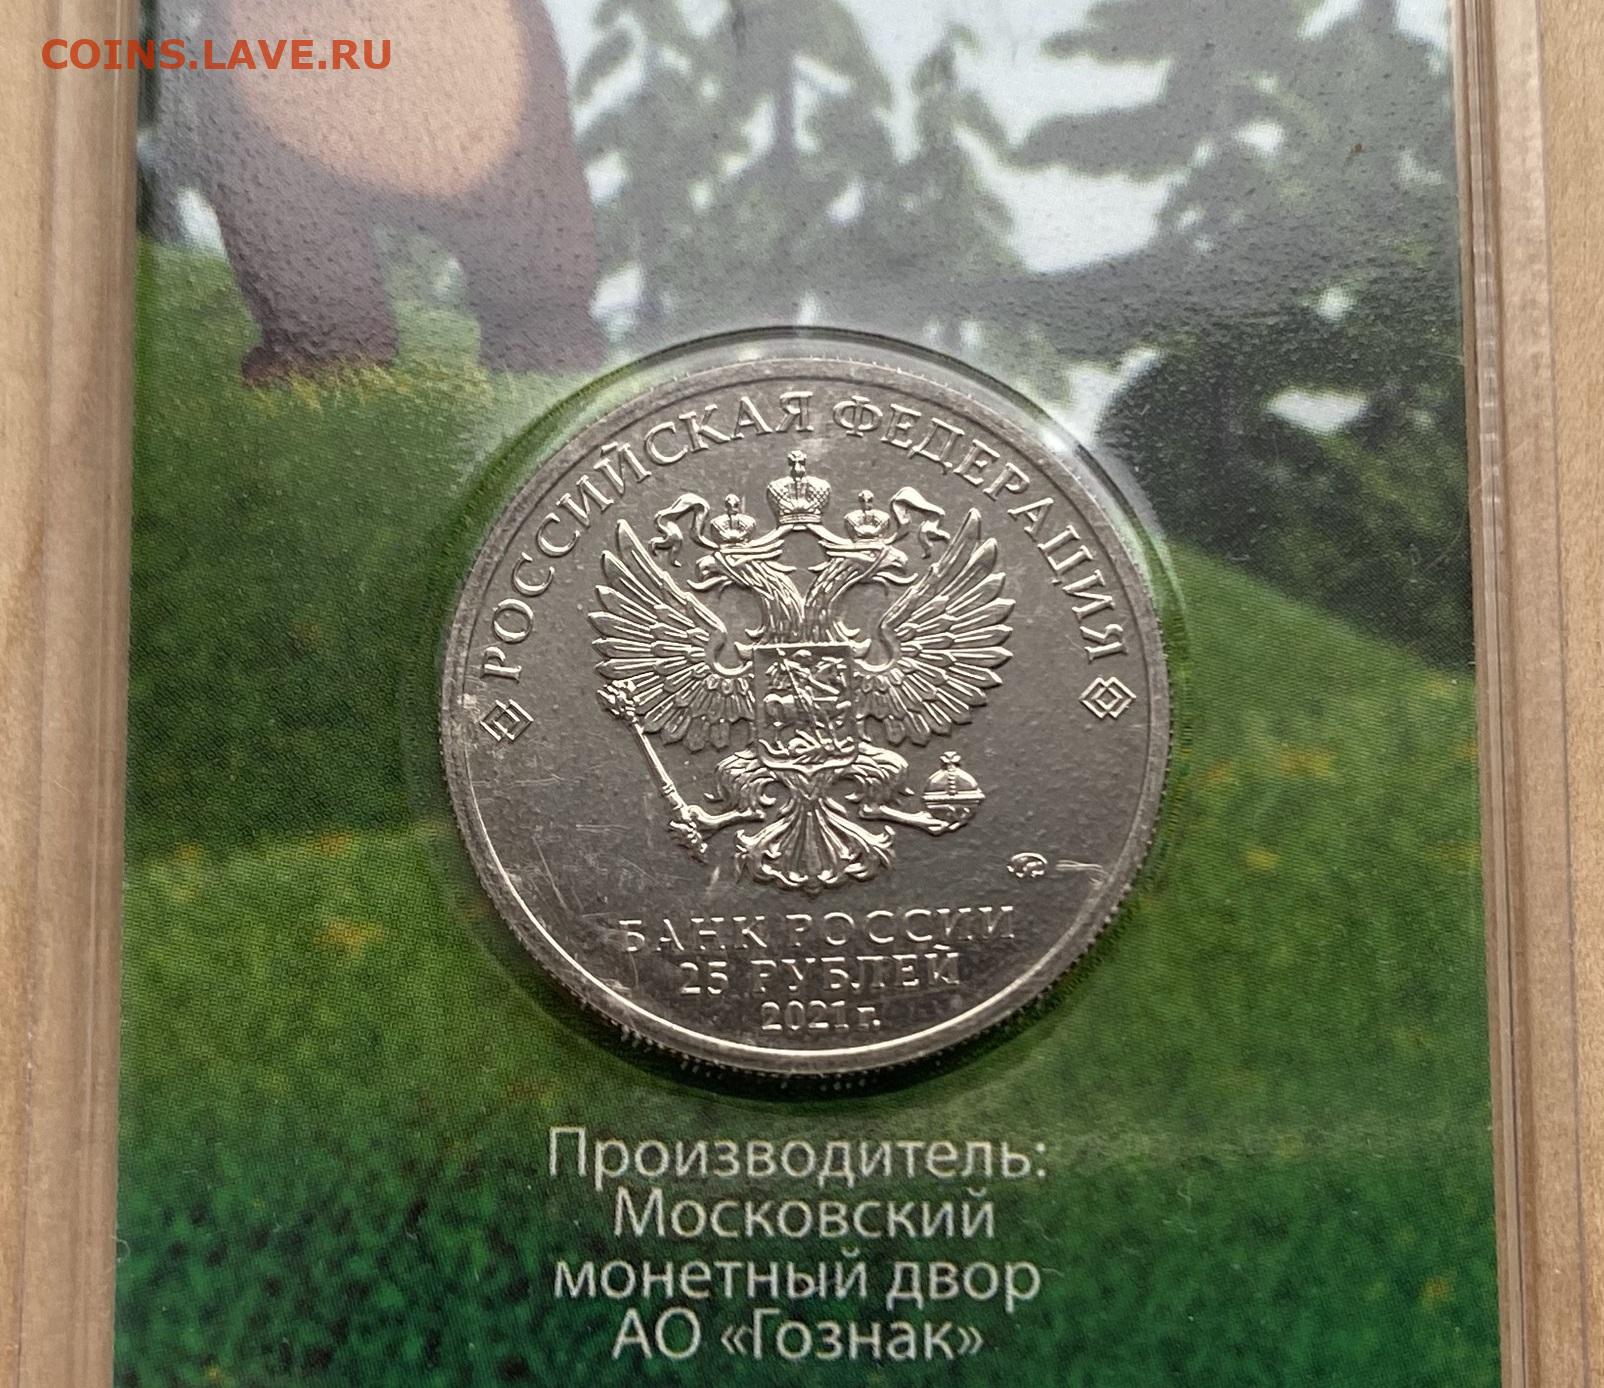 COINS.LAVE.RU
РОССИЙСКАЯ ФЕДЕРАЦИЯ
БАНК РОССИИ
25 РУБЛЕЙ
2021 г.
Производитель:
Московский
монетный двор
АО «Гознак»